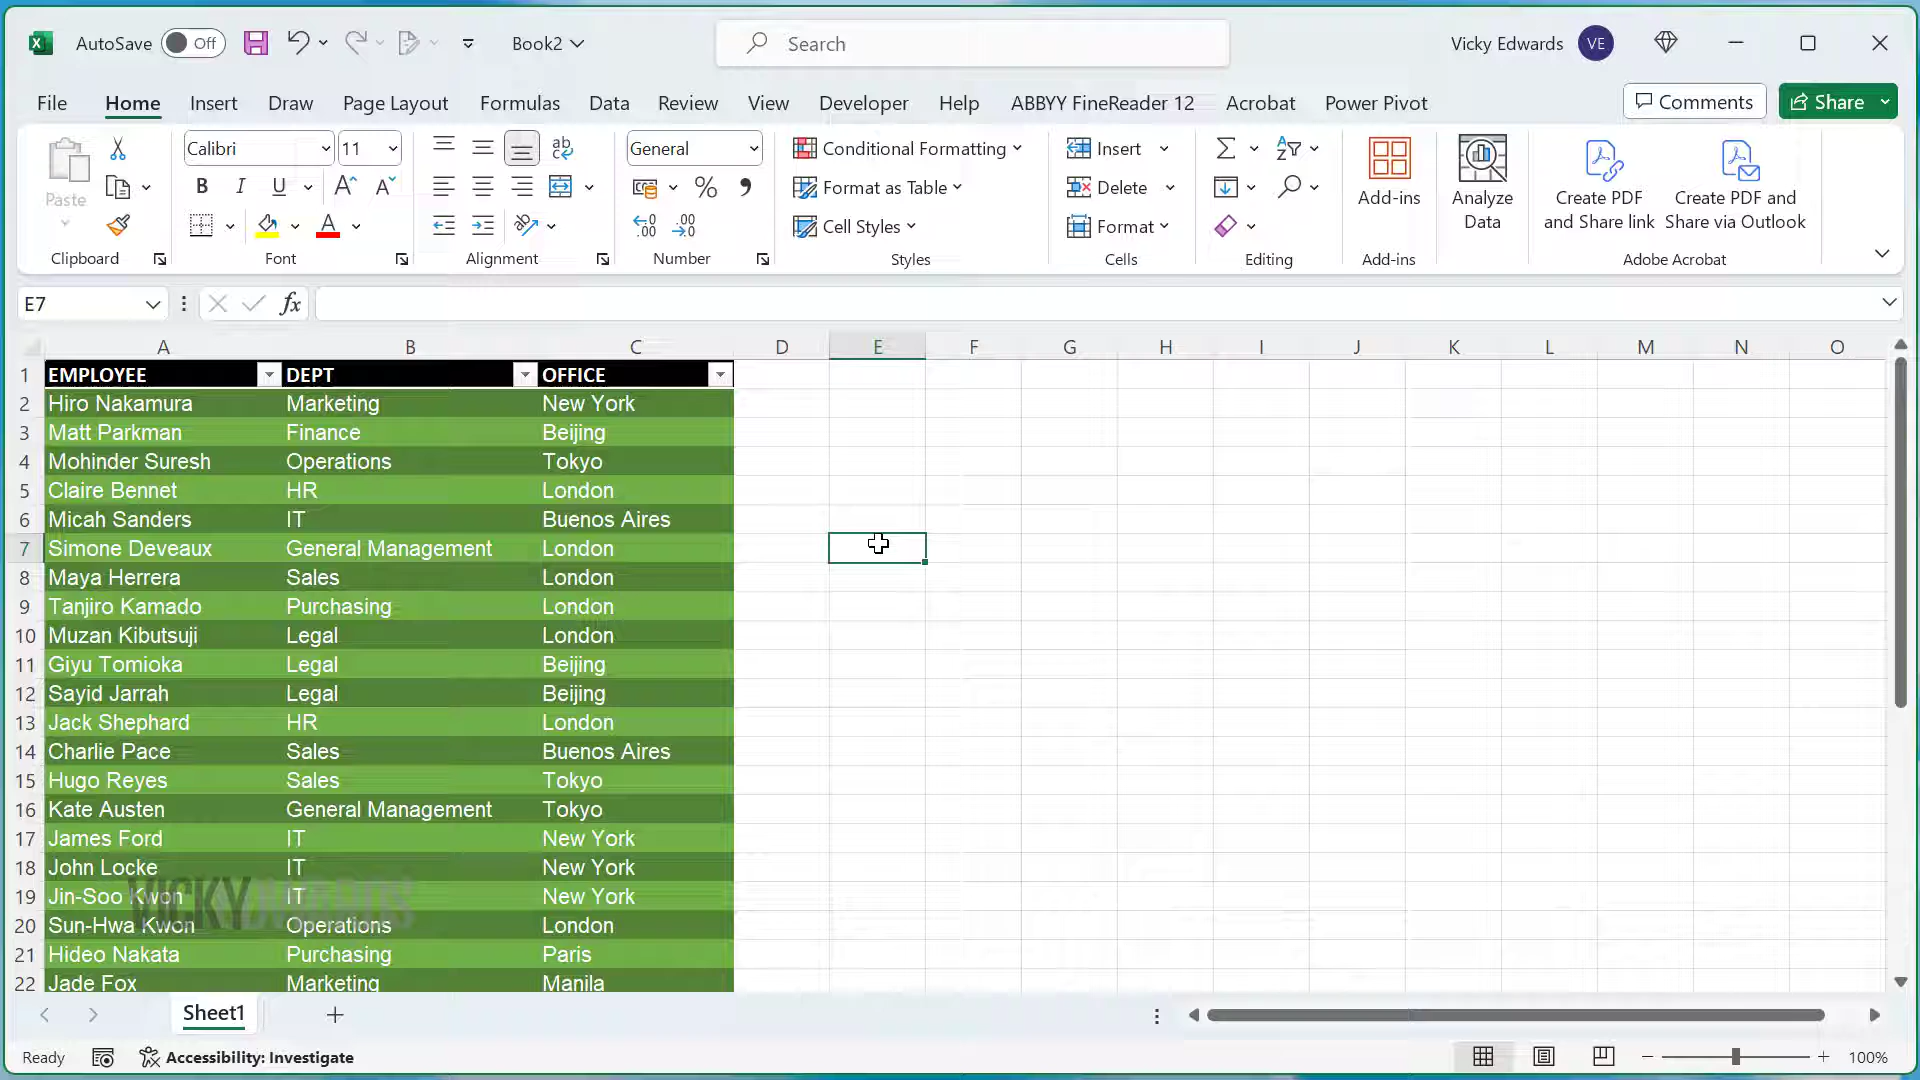 AutoSave Off Book2 Search Vicky Edwards VE
File Home Insert Draw Page Layout Formulas Data Review View Developer Help ABBYY FineReader 12 Acrobat Power Pivot Comments Share
Paste Calibri 11 General Conditional Formatting Insert
B I U Format as Table Delete Add-ins Analyze Data Create PDF and Share link Create PDF and Share via Outlook
Cell Styles Format
Clipboard Font Alignment Number Styles Cells Editing Add-ins Adobe Acrobat
E7 fx
A B C D E F G H I J K L M N O
1 EMPLOYEE DEPT OFFICE
2 Hiro Nakamura Marketing New York
3 Matt Parkman Finance Beijing
4 Mohinder Suresh Operations Tokyo
5 Claire Bennet HR London
6 Micah Sanders IT Buenos Aires
7 Simone Deveaux General Management London
8 Maya Herrera Sales London
9 Tanjiro Kamado Purchasing London
10 Muzan Kibutsuji Legal London
11 Giyu Tomioka Legal Beijing
12 Sayid Jarrah Legal Beijing
13 Jack Shephard HR London
14 Charlie Pace Sales Buenos Aires
15 Hugo Reyes Sales Tokyo
16 Kate Austen General Management Tokyo
17 James Ford IT New York
18 John Locke IT New York
19 Jin-Soo Kwon IT New York
20 Sun-Hwa Kwon Operations London
21 Hideo Nakata Purchasing Paris
22 Jade Fox Marketing Manila
Sheet1
Ready Accessibility: Investigate 100%